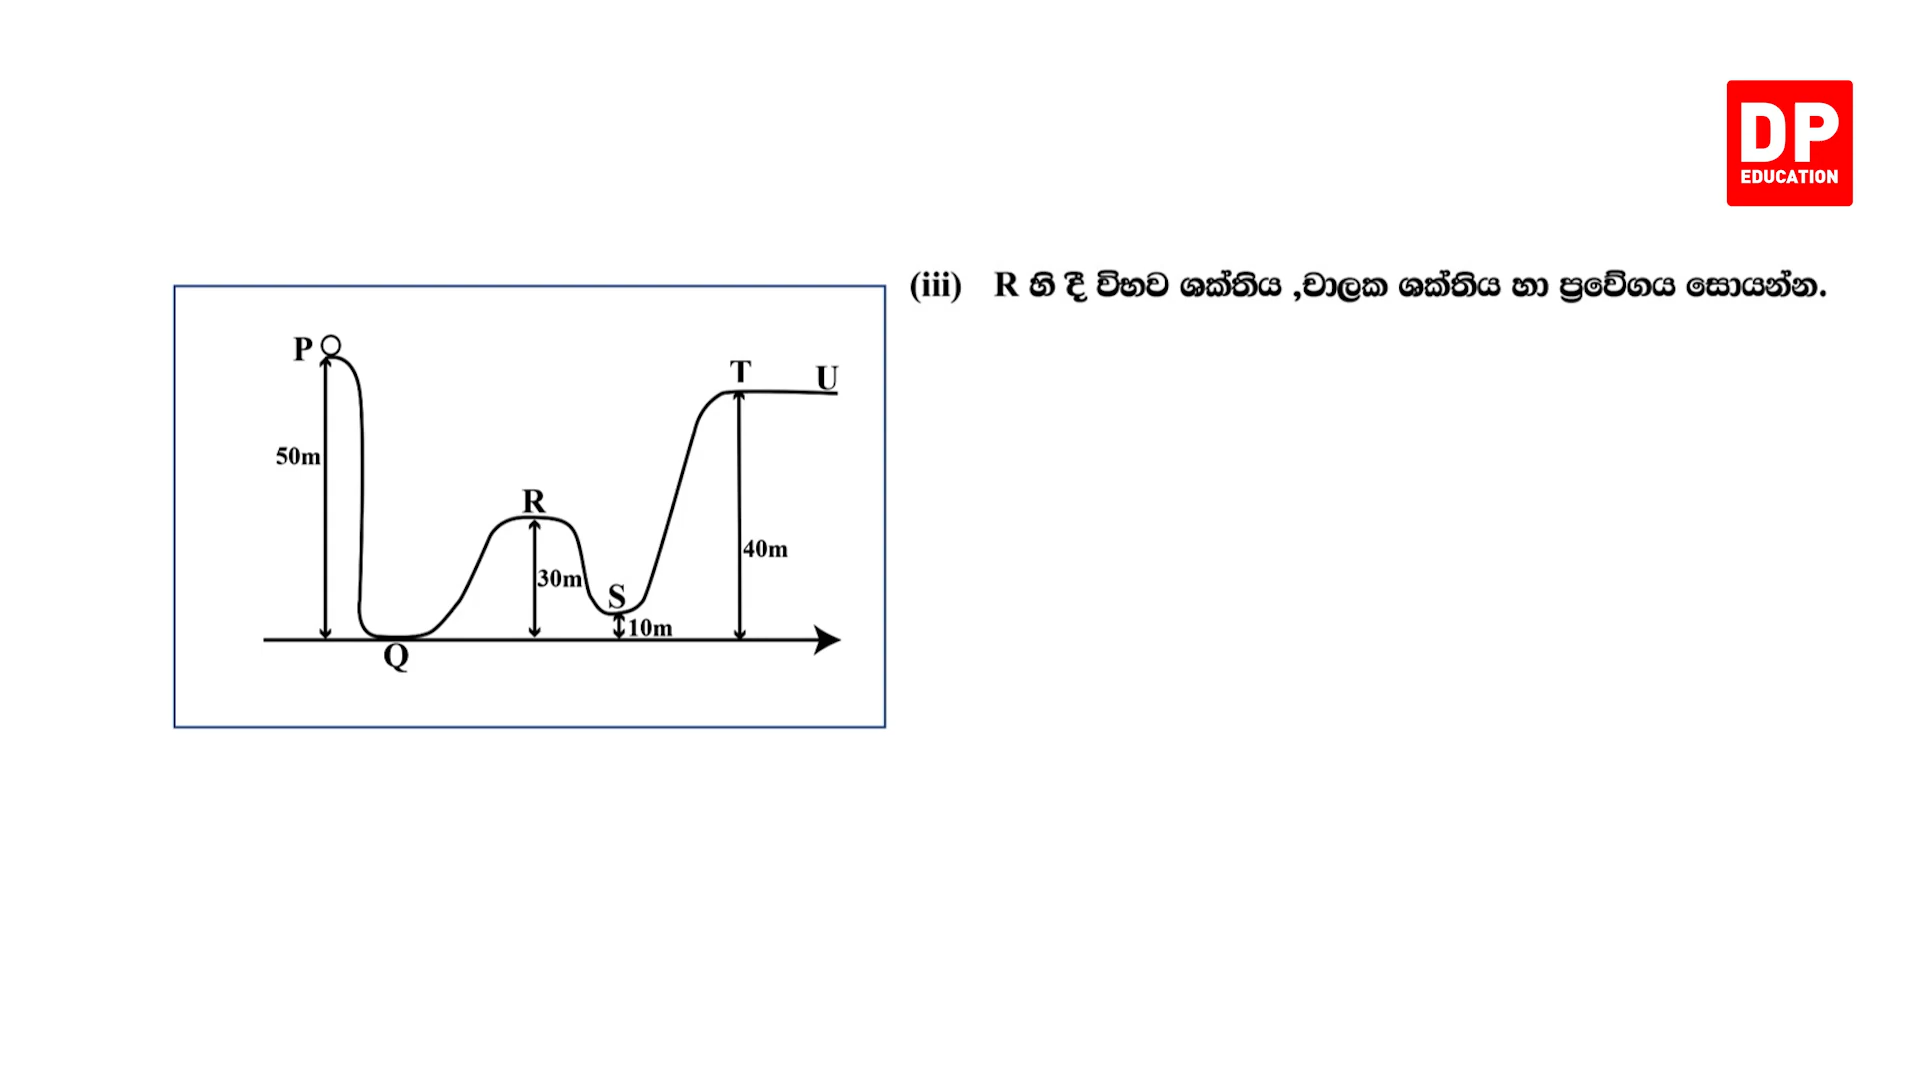 DP
EDUCATION
(iii) R හි දී විභව ශක්තිය ,චාලක ශක්තිය හා ප්‍රවේගය සොයන්න.
P
T
U
50m
R
40m
30m
S
10m
Q